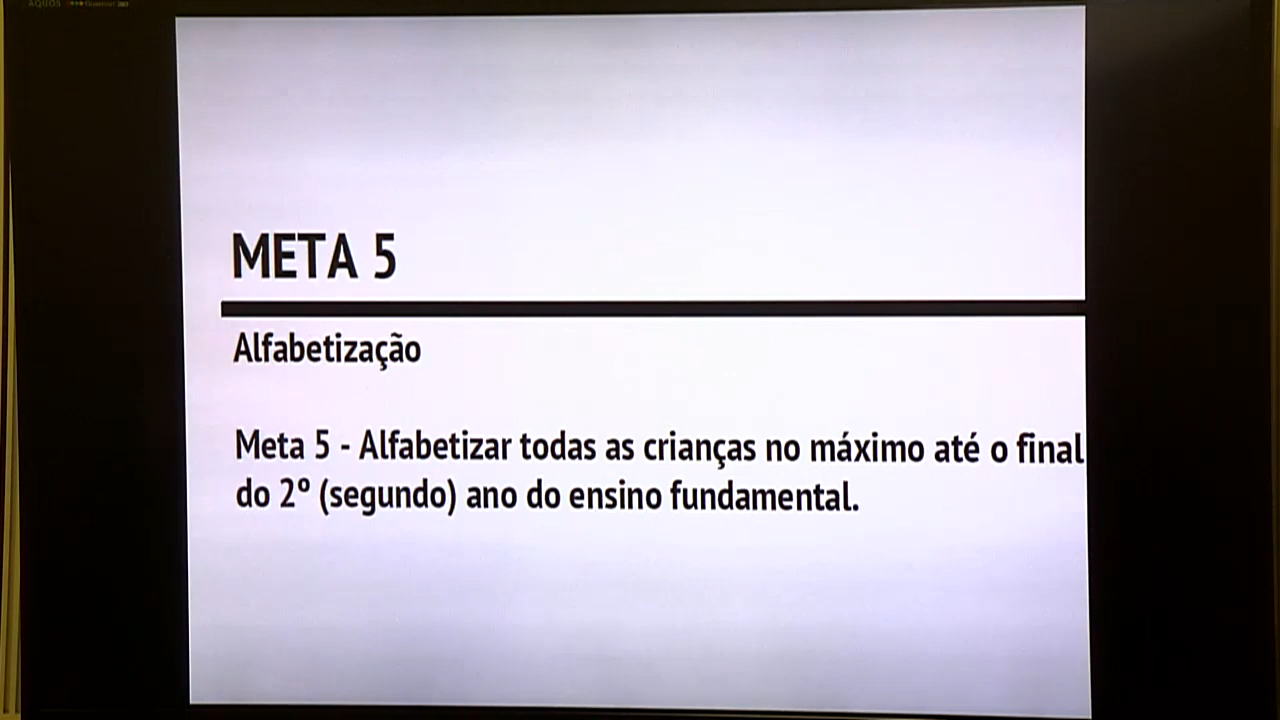 AQUOS
META 5
Alfabetização
Meta 5 - Alfabetizar todas as crianças no máximo até o final
do 2º (segundo) ano do ensino fundamental.